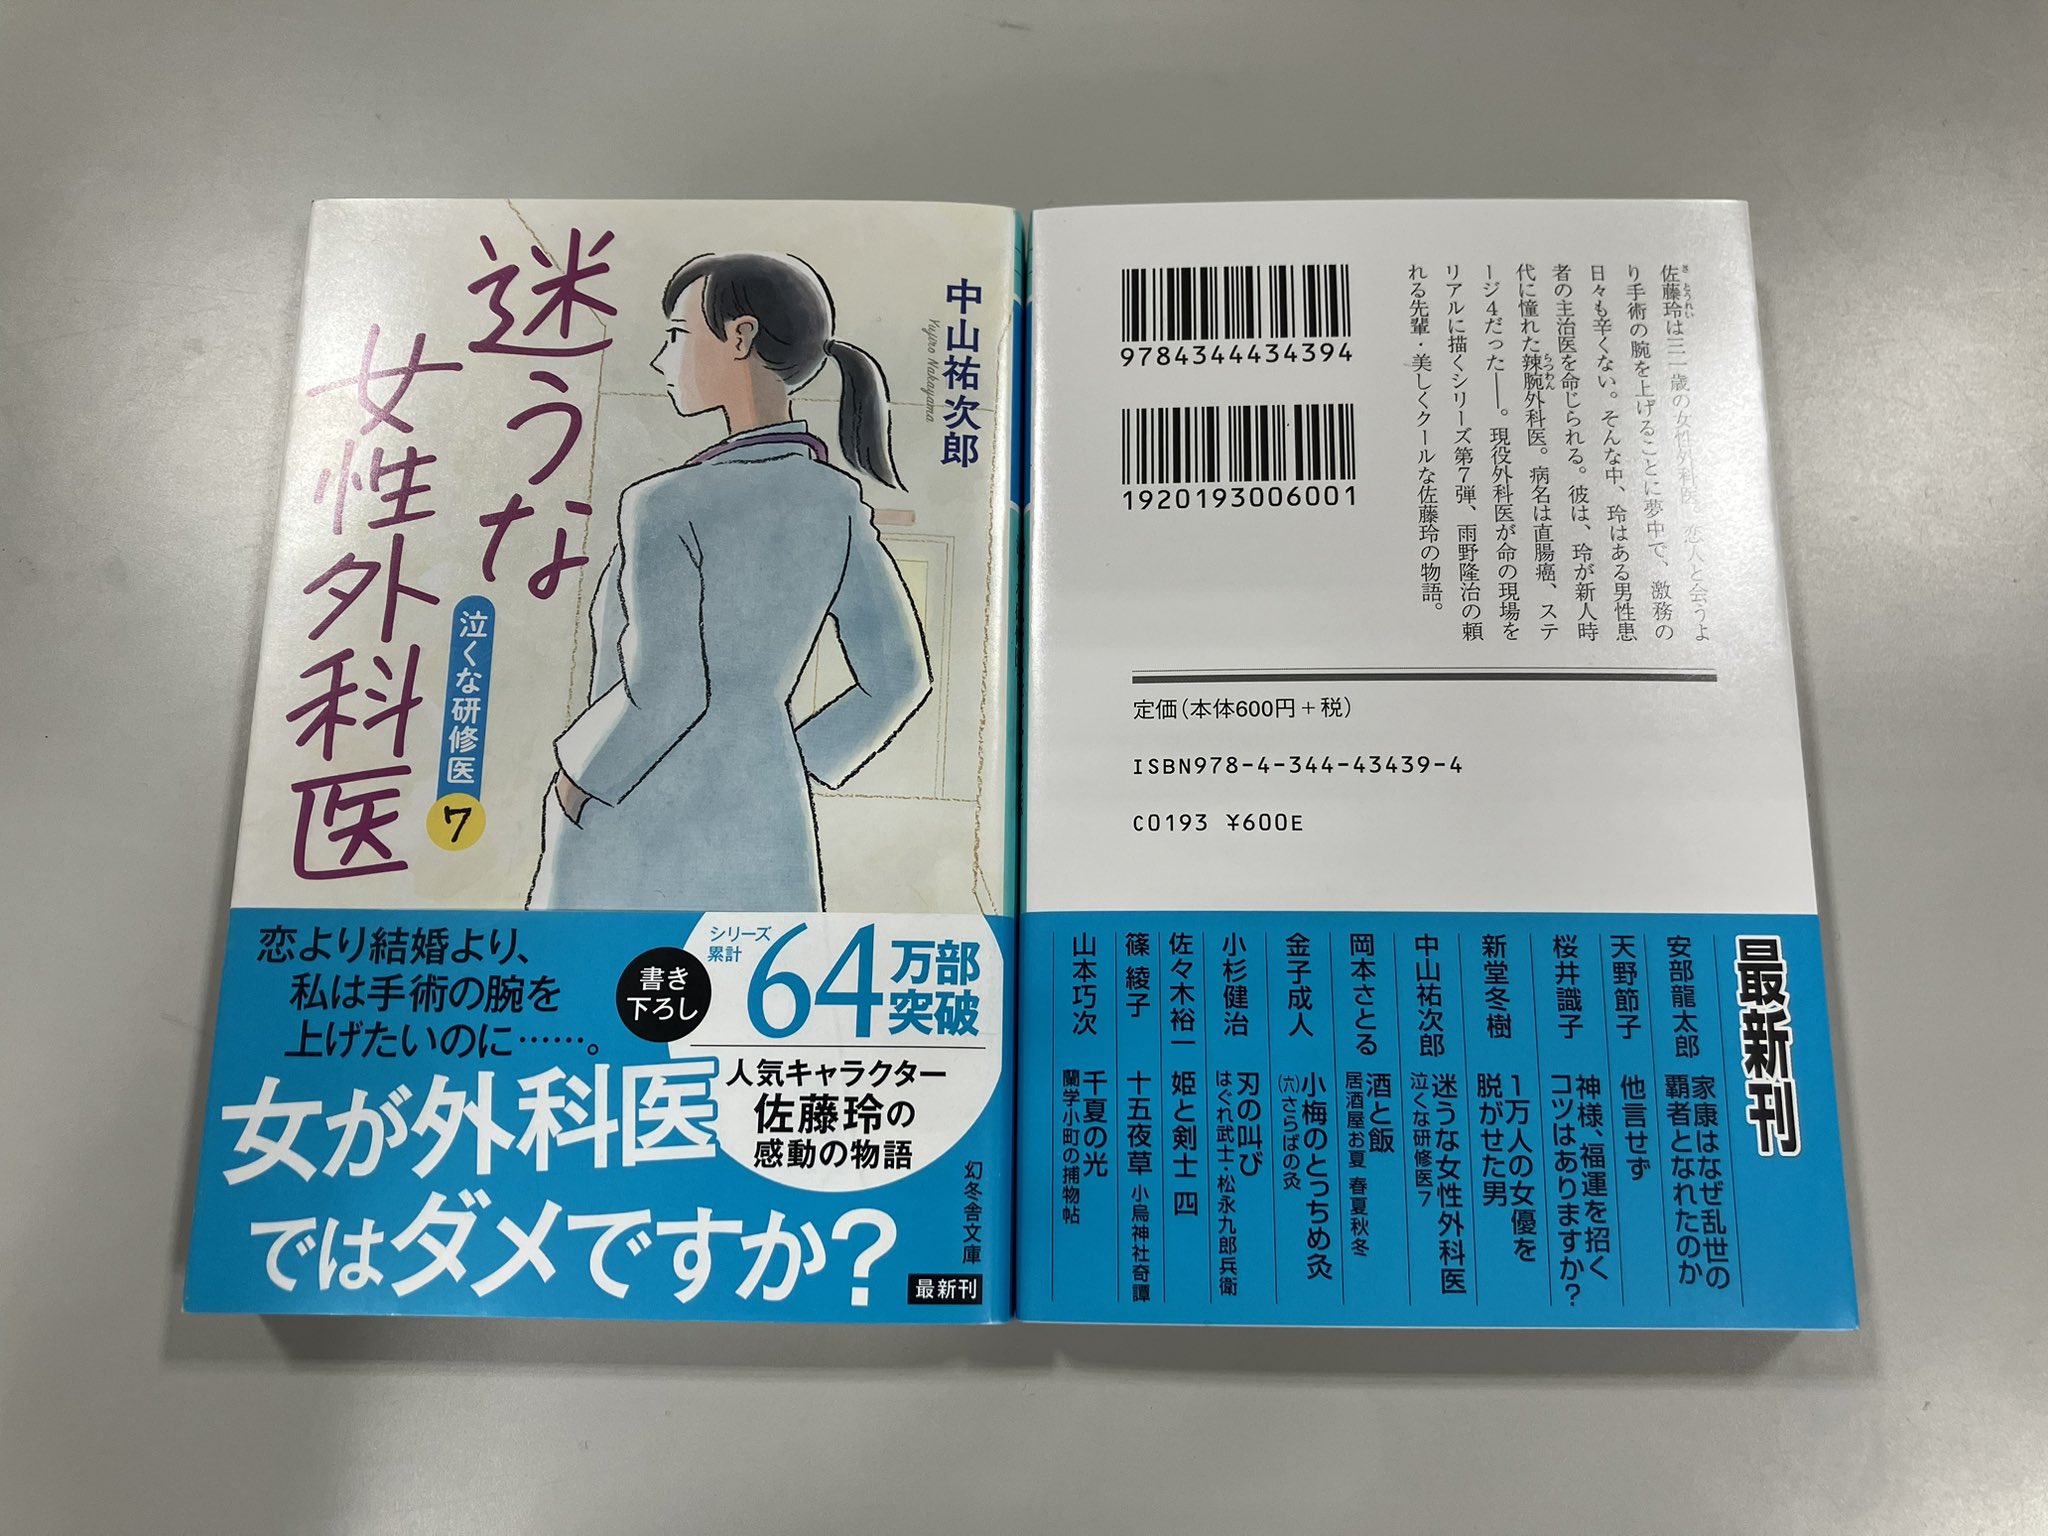 迷うな
女性外科医
泣くな研修医
7
中山祐次郎
Yujiro Nakayama
恋より結婚より、
私は手術の腕を
上げたいのに……。
書き
下ろし
シリーズ
累計
64万部
突破
人気キャラクター
佐藤玲の
感動の物語
女が外科医
ではダメですか?
幻冬舎文庫
最新刊
9784344434394
1920193006001
佐藤玲は三一歳の女性外科医。恋人と会うよ
さとうれい
り手術の腕を上げることに夢中で、激務の
日々も辛くない。そんな中、玲はある男性患
者の主治医を命じられる。彼は、玲が新人時
代に憧れた辣腕外科医。病名は直腸癌、ステ
らつわん
ージ4だった――。現役外科医が命の現場を
リアルに描くシリーズ第7弾、雨野隆治の頼
れる先輩・美しくクールな佐藤玲の物語。
定価(本体600円+税)
ISBN978-4-344-43439-4
C0193 ¥600E
最新刊
安部龍太郎 家康はなぜ乱世の
覇者となれたのか
天野節子 他言せず
桜井識子 神様、福運を招く
コツはありますか?
新堂冬樹 1万人の女優を
脱がせた男
中山祐次郎 迷うな女性外科医
泣くな研修医7
岡本さとる 酒と飯
居酒屋お夏 春夏秋冬
金子成人 小梅のとっちめ灸
(六)さらばの灸
小杉健治 刃の叫び
はぐれ武士・松永九郎兵衛
佐々木裕一 姫と剣士 四
篠 綾子 十五夜草 小烏神社奇譚
山本巧次 千夏の光
蘭学小町の捕物帖